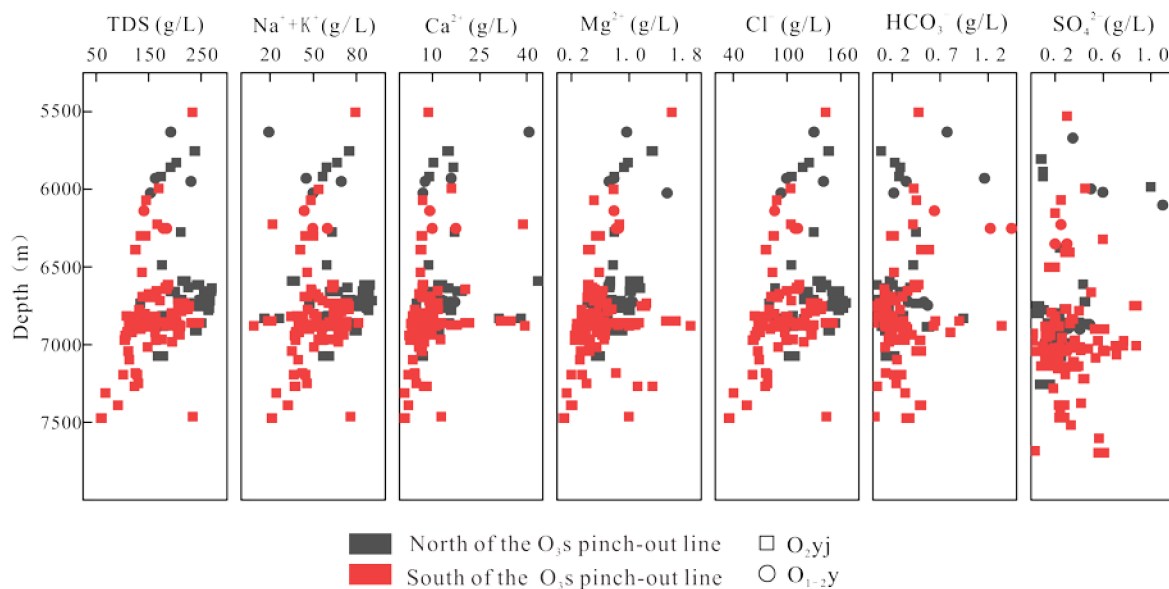 TDS (g/L) Na⁺+K⁺(g/L) Ca²⁺(g/L) Mg²⁺(g/L) Cl⁻(g/L) HCO₃⁻(g/L) SO₄²⁻(g/L)
50 150 250 20 50 80 10 20 40 0.2 1.0 1.8 40 100 160 0.2 0.7 1.2 0.2 0.6 1.0
5500
6000
6500
7000
7500
Depth (m)
North of the O₃s pinch-out line □ O₂yj
South of the O₃s pinch-out line ○ O₁₋₂y